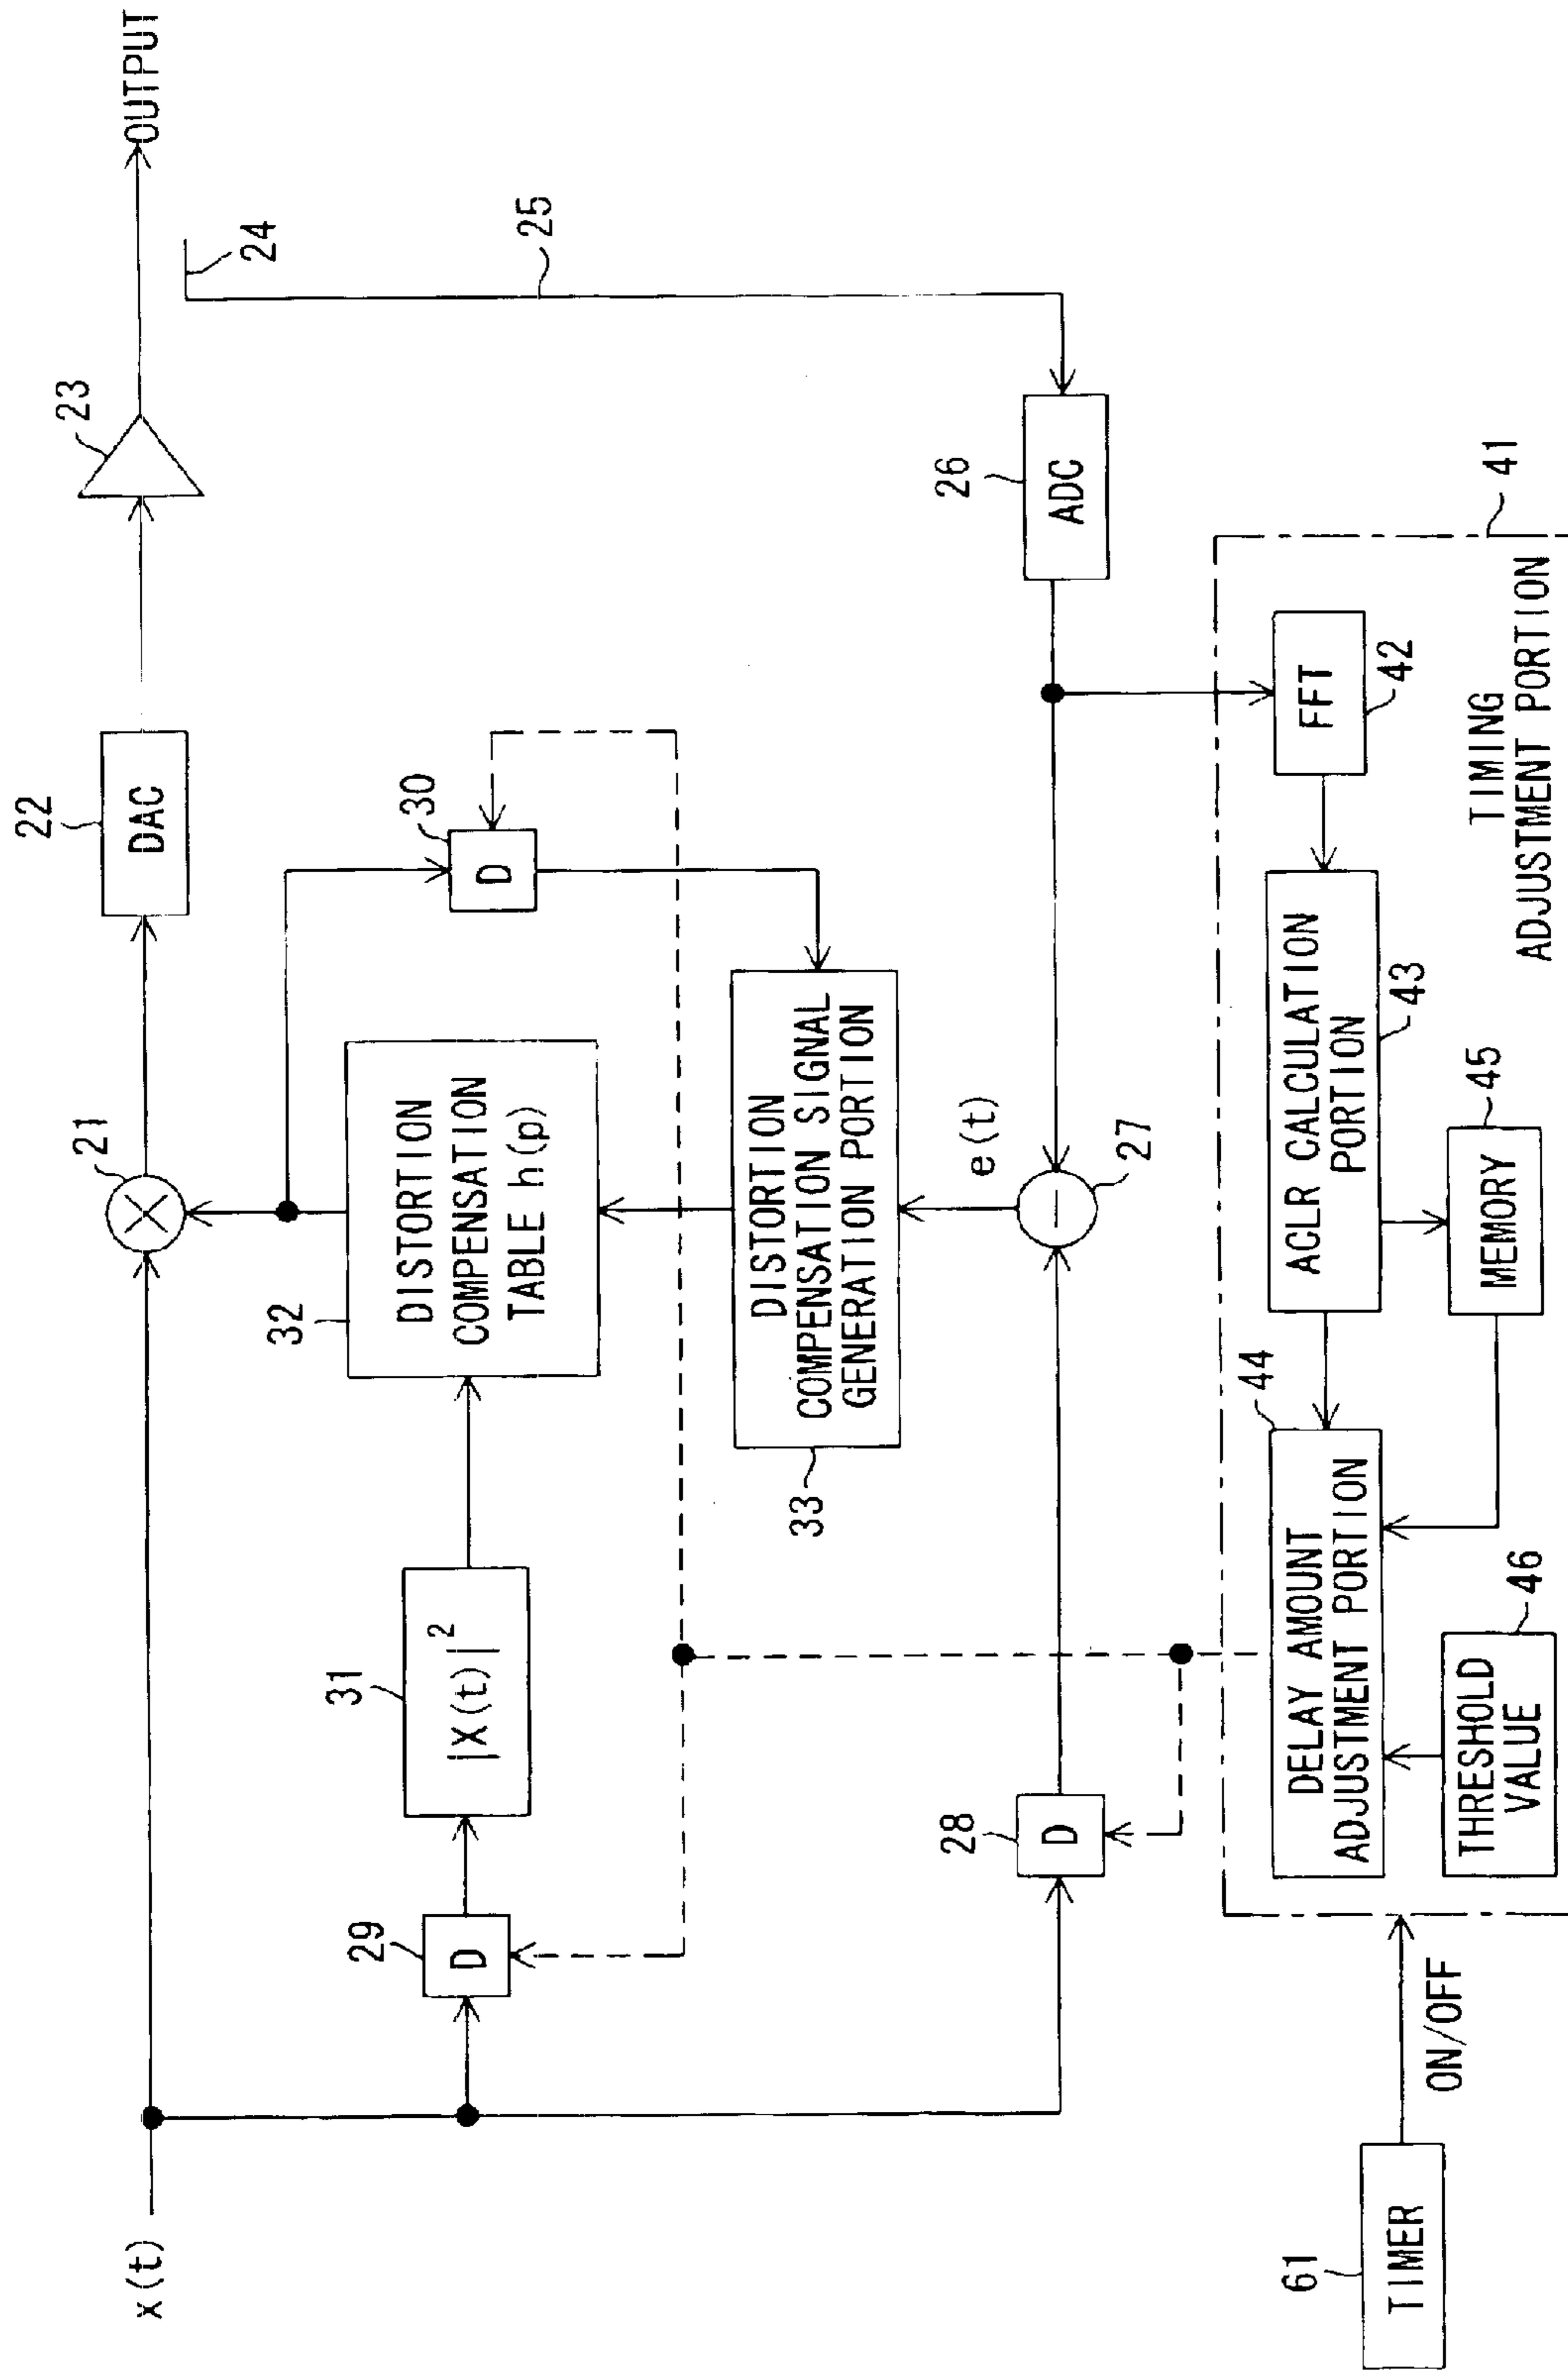 x(t)
21
22
DAC
23
OUTPUT
24
25
29
D
31
|X(t)|²
32
DISTORTION
COMPENSATION
TABLE h(p)
30
D
33
DISTORTION
COMPENSATION SIGNAL
GENERATION PORTION
e(t)
28
D
27
26
ADC
61
TIMER
ON/OFF
44
DELAY AMOUNT
ADJUSTMENT PORTION
THRESHOLD
VALUE
46
ACLR CALCULATION
PORTION
43
MEMORY
45
FFT
42
41
TIMING
ADJUSTMENT PORTION